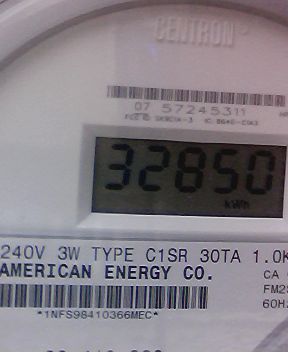 CENTRON
07 57245311
32850
kWh
240V 3W TYPE C1SR 30TA 1.0K
AMERICAN ENERGY CO.
CA
FM2S
60H
*1NFS98410366MEC*